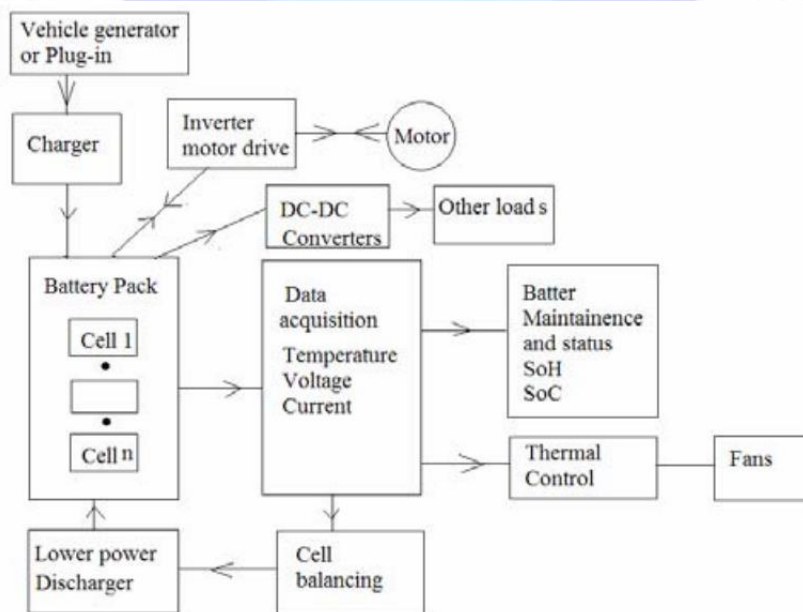 Vehicle generator
or Plug-in
Charger
Inverter
motor drive
Motor
DC-DC
Converters
Other load s
Battery Pack
Cell 1
Cell n
Data
acquisition
Temperature
Voltage
Current
Batter
Maintainence
and status
SoH
SoC
Thermal
Control
Fans
Lower power
Discharger
Cell
balancing